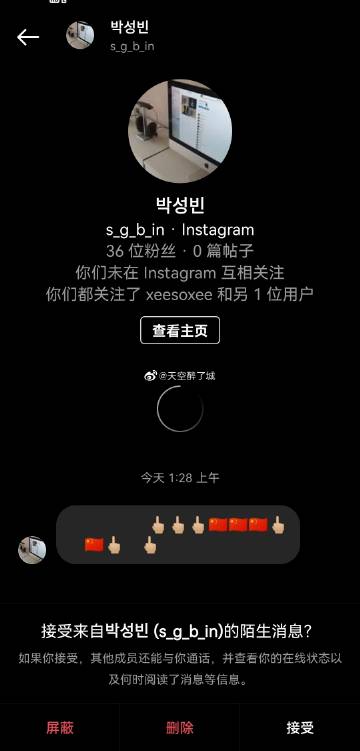 박성빈
s_g_b_in
박성빈
s_g_b_in · Instagram
36 位粉丝 · 0 篇帖子
你们未在 Instagram 互相关注
你们都关注了 xeesoxee 和另 1 位用户
查看主页
@天空醉了城
今天 1:28 上午
🖕🏼🖕🏼🖕🏼🇨🇳🇨🇳🇨🇳🖕🏼
🇨🇳🖕🏼 🖕🏼
接受来自박성빈 (s_g_b_in)的陌生消息?
如果你接受，其他成员还能与你通话，并查看你的在线状态以
及何时阅读了消息等信息。
屏蔽
删除
接受